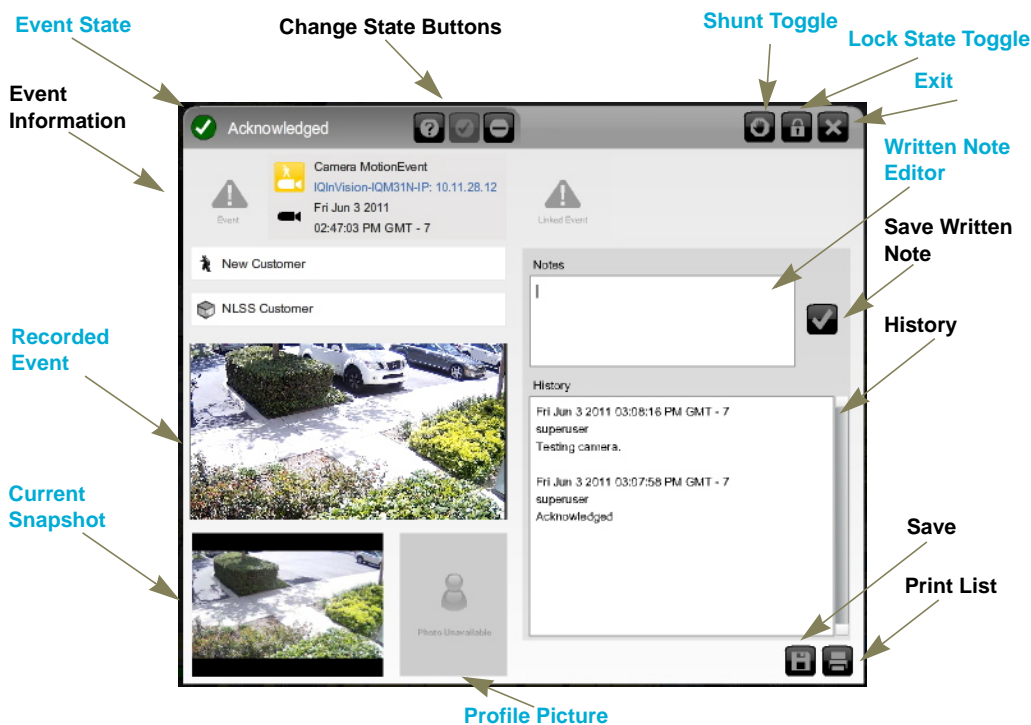 Event State
Change State Buttons
Shunt Toggle
Lock State Toggle
Exit
Event
Information
Acknowledged
Camera MotionEvent
IQInVision-IQM31N-IP: 10.11.28.12
Fri Jun 3 2011
02:47:03 PM GMT - 7
Event
Linked Event
Written Note
Editor
Save Written
Note
New Customer
NLSS Customer
Notes
History
Recorded
Event
History
Fri Jun 3 2011 03:08:16 PM GMT - 7
superuser
Testing camera.
Fri Jun 3 2011 03:07:58 PM GMT - 7
superuser
Acknowledged
Current
Snapshot
Save
Print List
Photo Unavailable
Profile Picture